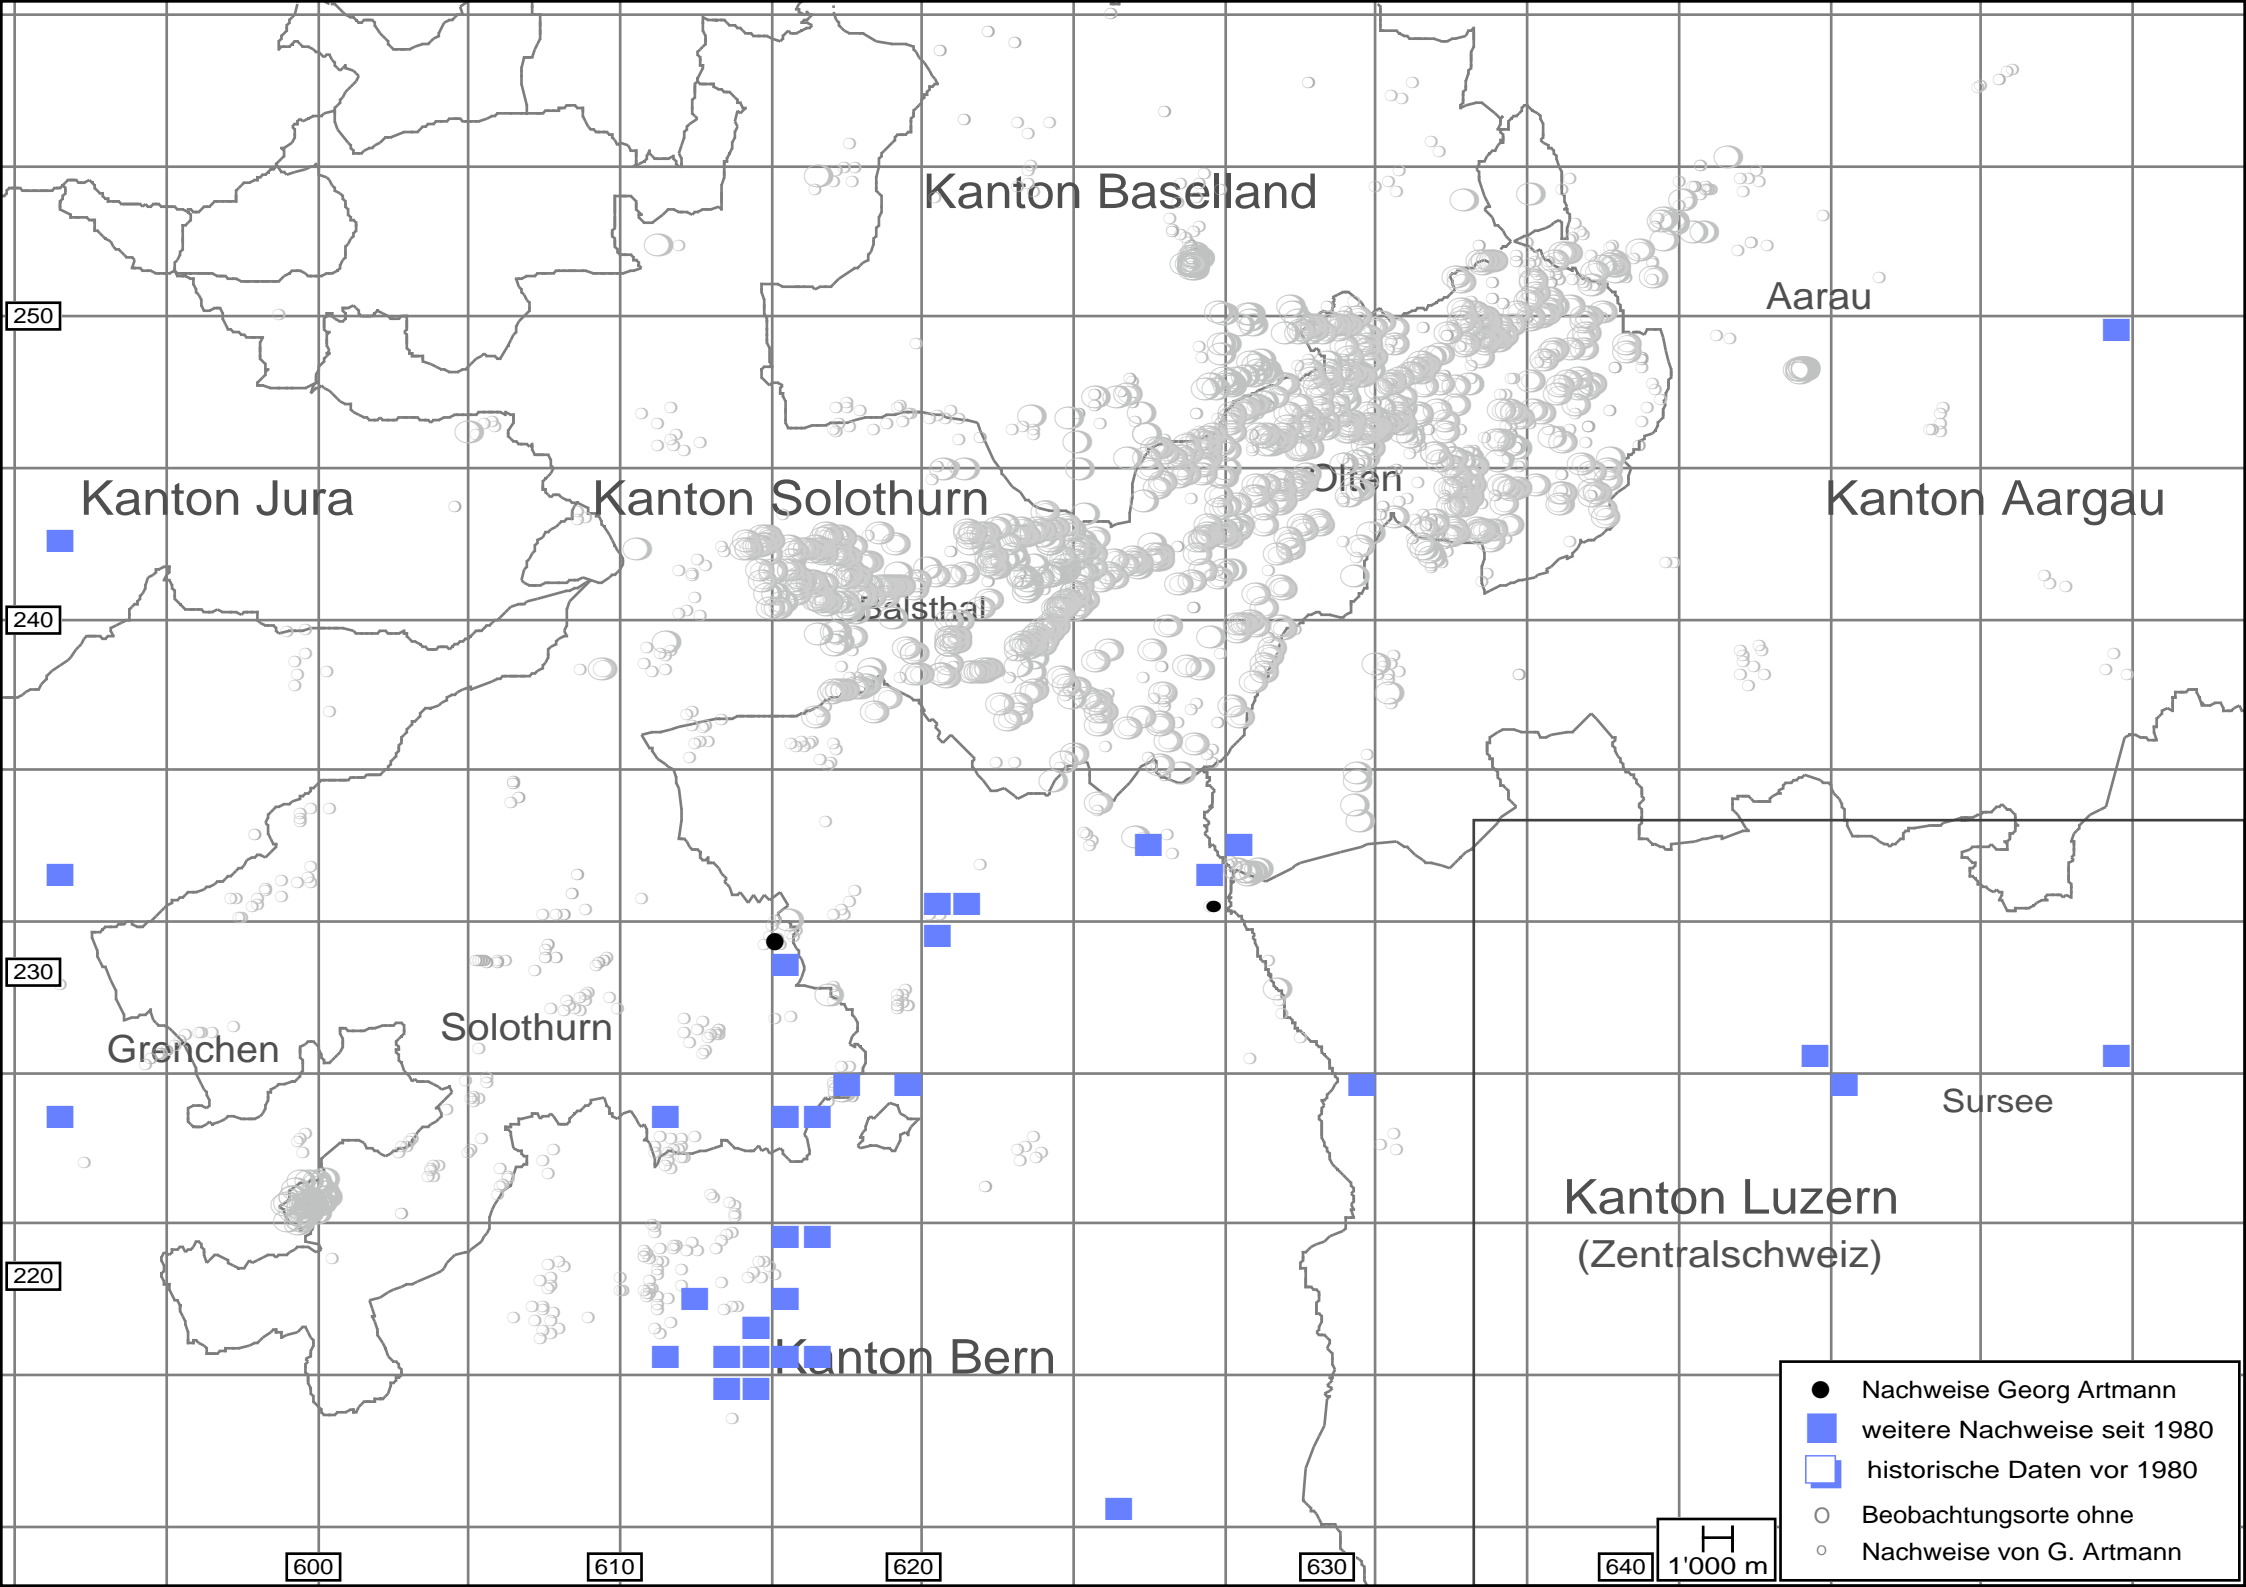 Kanton Baselland
Aarau
250
Olten
Kanton Jura
Kanton Solothurn
Kanton Aargau
240
Balsthal
230
Solothurn
Grenchen
Sursee
Kanton Luzern
(Zentralschweiz)
220
Kanton Bern
Nachweise Georg Artmann
weitere Nachweise seit 1980
historische Daten vor 1980
Beobachtungsorte ohne
Nachweise von G. Artmann
600
610
620
630
640
1'000 m